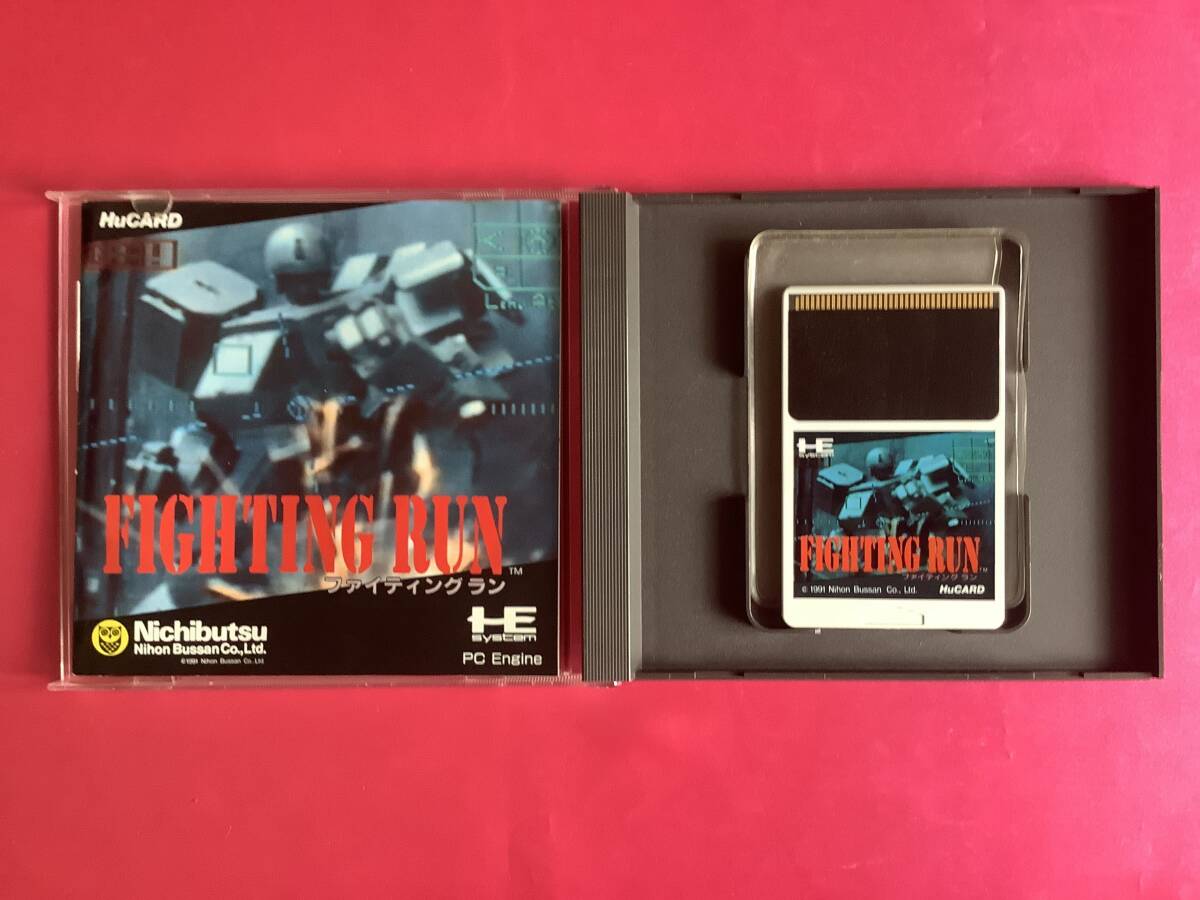 HuCARD
FIGHTING RUN™
ファイティング ラン
Nichibutsu
Nihon Bussan Co., Ltd.
©1991 Nihon Bussan Co., Ltd
HE
system
PC Engine
HE
system
FIGHTING RUN™
ファイティング ラン
© 1991 Nihon Bussan Co., Ltd.
HuCARD